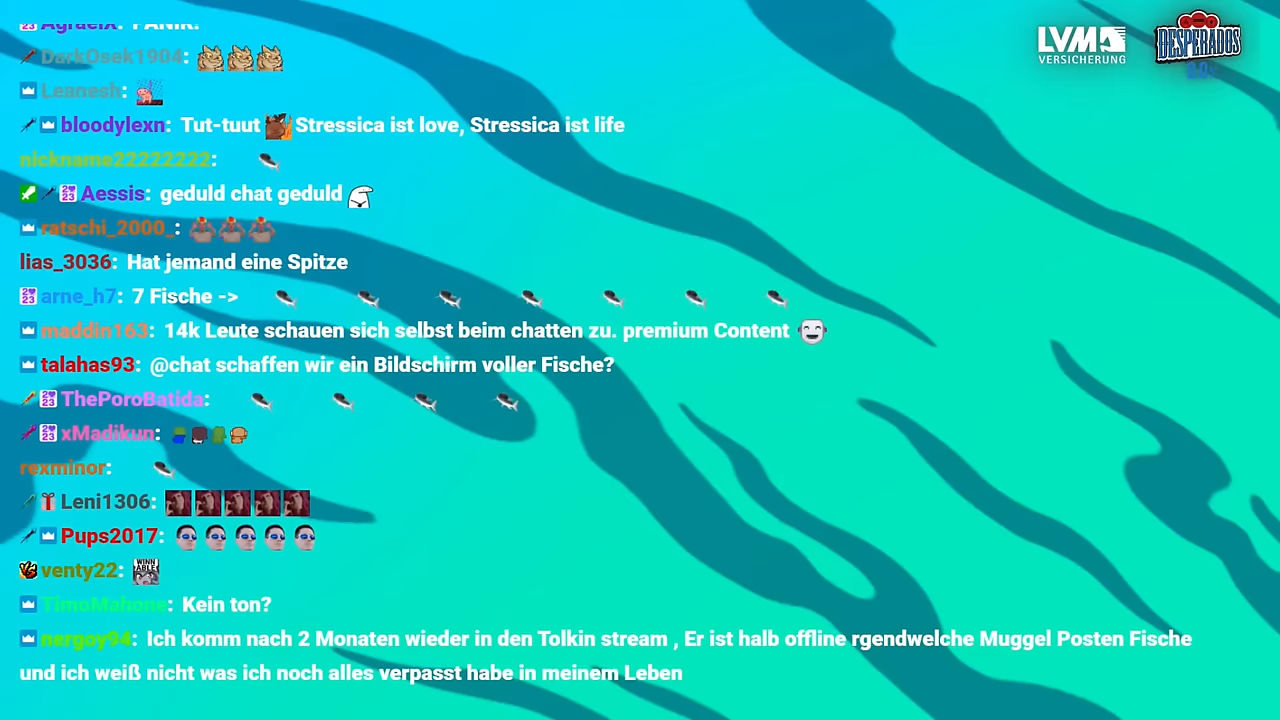 Agraelx: PANIK!
DarkOsek1904:
Leanesh:
bloodylexn: Tut-tuut Stressica ist love, Stressica ist life
nickname22222222:
Aessis: geduld chat geduld
ratschi_2000_:
lias_3036: Hat jemand eine Spitze
arne_h7: 7 Fische ->
maddin163: 14k Leute schauen sich selbst beim chatten zu. premium Content
talahas93: @chat schaffen wir ein Bildschirm voller Fische?
ThePoroBatida:
xMadikun:
rexminor:
Leni1306:
Pups2017:
venty22: WINNABLE
TimoMahone: Kein ton?
nergoy94: Ich komm nach 2 Monaten wieder in den Tolkin stream , Er ist halb offline rgendwelche Muggel Posten Fische
und ich weiß nicht was ich noch alles verpasst habe in meinem Leben
LVM
VERSICHERUNG
DESPERADOS